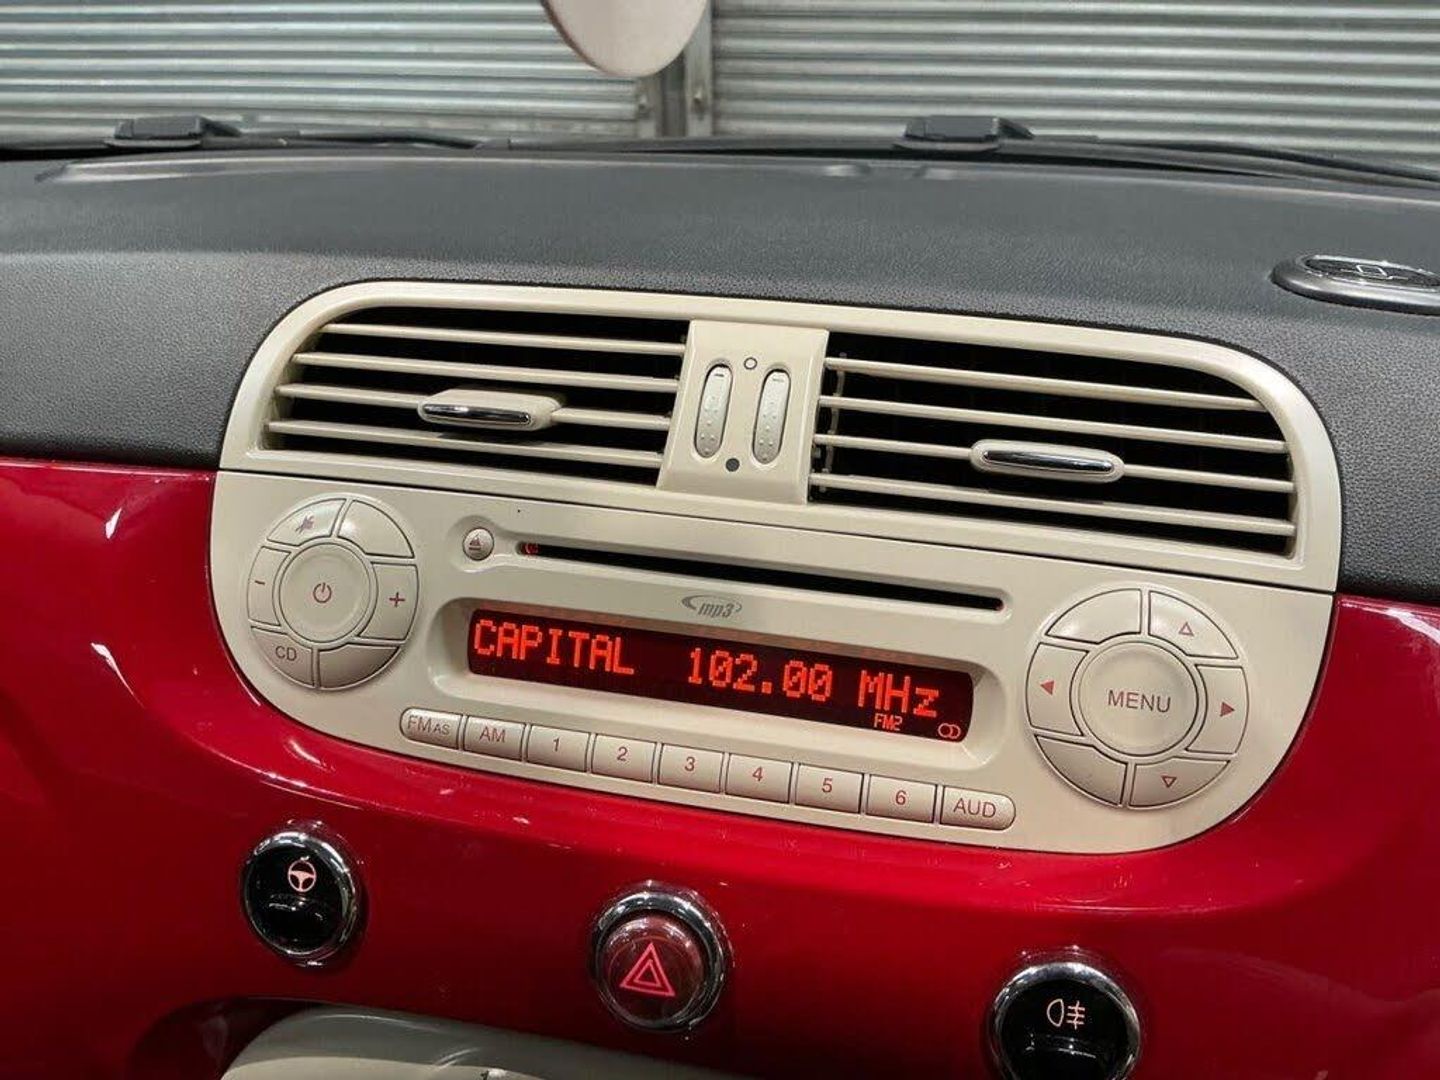 mp3
CAPITAL 102.00 MHz
FM2
CD
MENU
FM AS AM 1 2 3 4 5 6 AUD